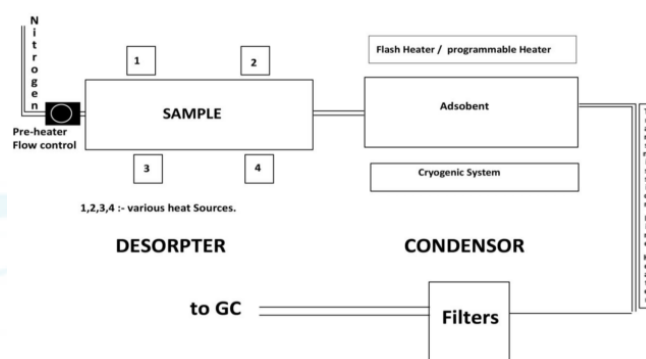 Nitrogen
Pre-heater
Flow control
1
2
SAMPLE
3
4
1,2,3,4 :- various heat Sources.
DESORPTER
Flash Heater / programmable Heater
Adsobent
Cryogenic System
CONDENSOR
to GC
Filters